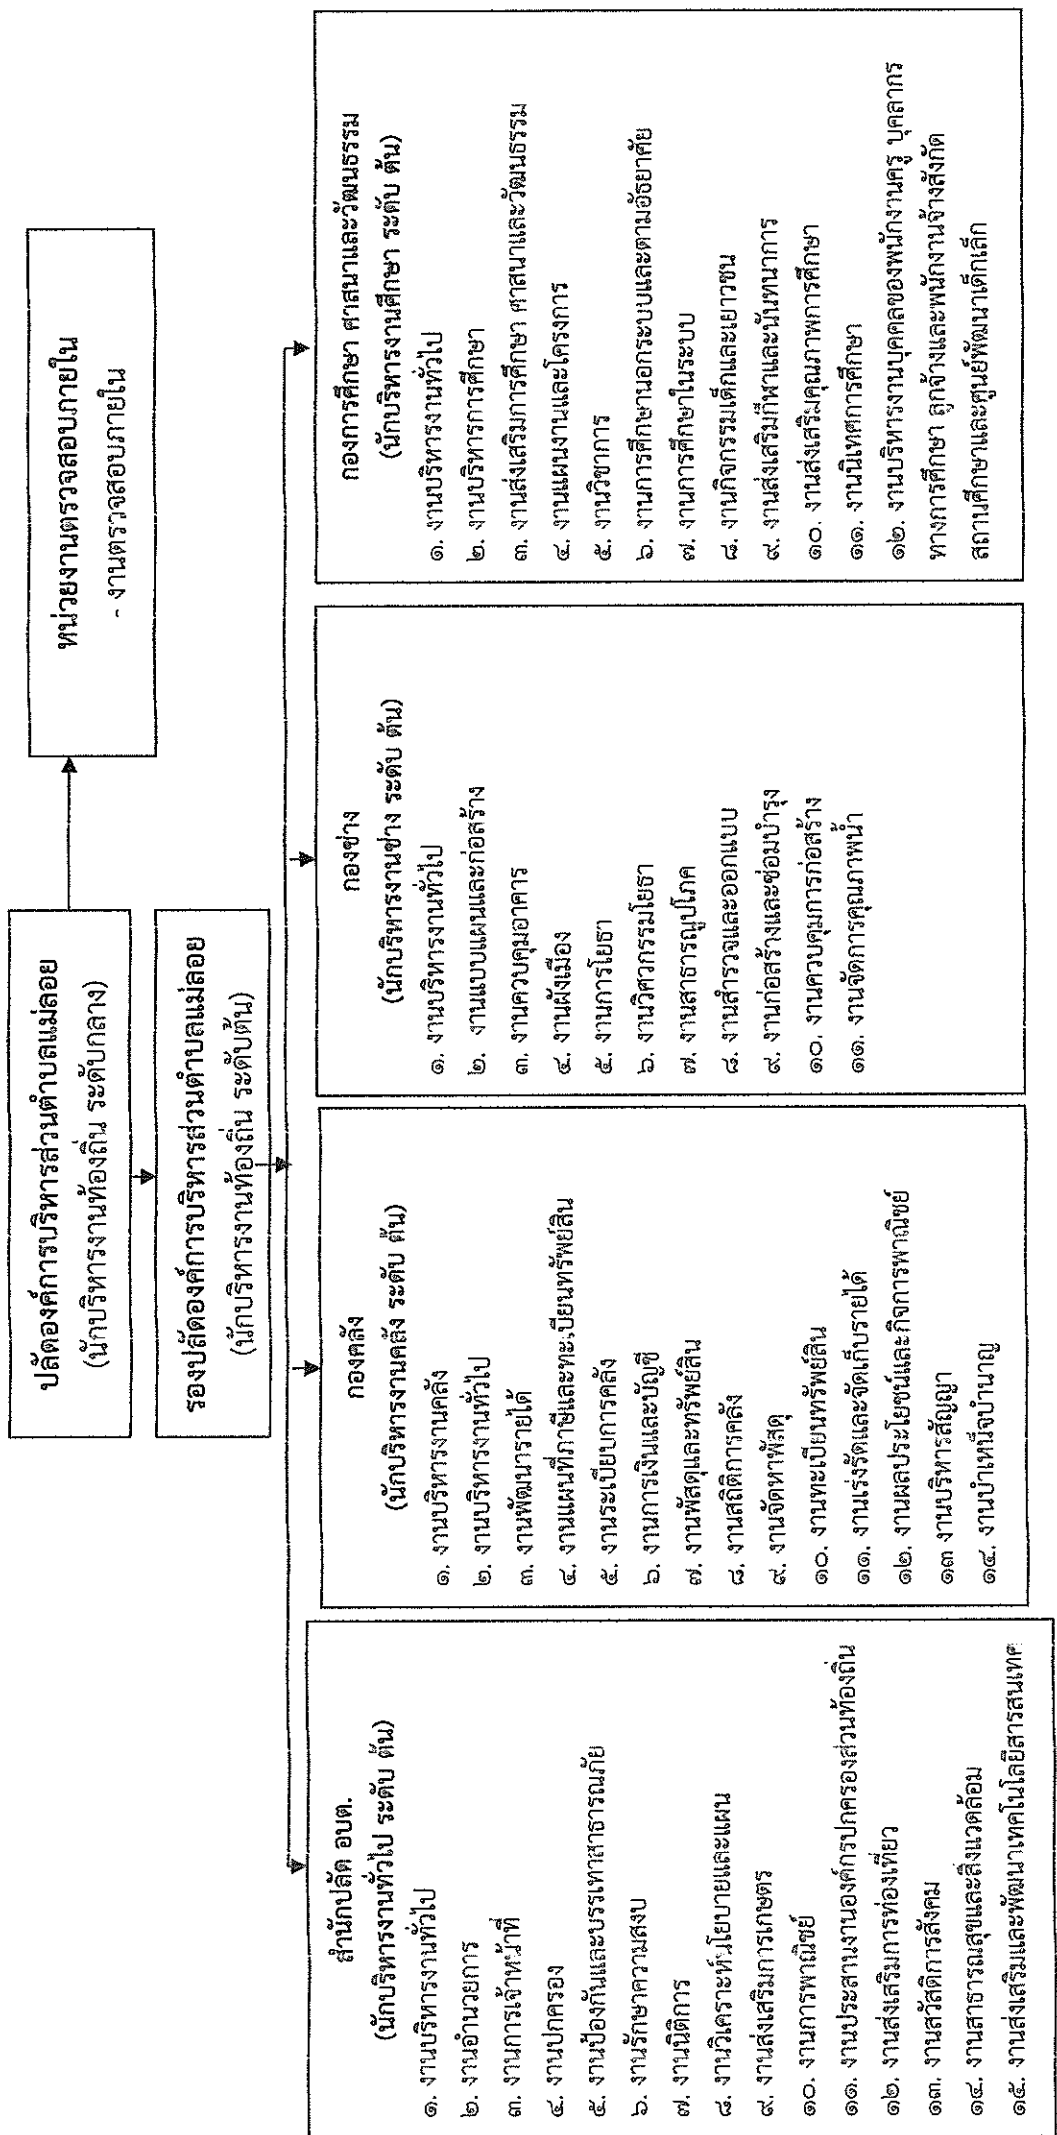 ปลัดองค์การบริหารส่วนตำบลแม่ลอย
(นักบริหารงานท้องถิ่น ระดับกลาง)
หน่วยงานตรวจสอบภายใน
- งานตรวจสอบภายใน
รองปลัดองค์การบริหารส่วนตำบลแม่ลอย
(นักบริหารงานท้องถิ่น ระดับต้น)
สำนักปลัด อบต.
(นักบริหารงานทั่วไป ระดับ ต้น)
๑. งานบริหารงานทั่วไป
๒. งานอำนวยการ
๓. งานการเจ้าหน้าที่
๔. งานปกครอง
๕. งานป้องกันและบรรเทาสาธารณภัย
๖. งานรักษาความสงบ
๗. งานนิติการ
๘. งานวิเคราะห์นโยบายและแผน
๙. งานส่งเสริมการเกษตร
๑๐. งานการพาณิชย์
๑๑. งานประสานงานองค์กรปกครองส่วนท้องถิ่น
๑๒. งานส่งเสริมการท่องเที่ยว
๑๓. งานสวัสดิการสังคม
๑๔. งานสาธารณสุขและสิ่งแวดล้อม
๑๕. งานส่งเสริมและพัฒนาเทคโนโลยีสารสนเทศ
กองคลัง
(นักบริหารงานคลัง ระดับ ต้น)
๑. งานบริหารงานคลัง
๒. งานบริหารงานทั่วไป
๓. งานพัฒนารายได้
๔. งานแผนที่ภาษีและทะเบียนทรัพย์สิน
๕. งานระเบียบการคลัง
๖. งานการเงินและบัญชี
๗. งานพัสดุและทรัพย์สิน
๘. งานสถิติการคลัง
๙. งานจัดหาพัสดุ
๑๐. งานทะเบียนทรัพย์สิน
๑๑. งานเร่งรัดและจัดเก็บรายได้
๑๒. งานผลประโยชน์และกิจการพาณิชย์
๑๓ งานบริหารสัญญา
๑๔. งานบำเหน็จบำนาญ
กองช่าง
(นักบริหารงานช่าง ระดับ ต้น)
๑. งานบริหารงานทั่วไป
๒. งานแบบแผนและก่อสร้าง
๓. งานควบคุมอาคาร
๔. งานผังเมือง
๕. งานการโยธา
๖. งานวิศวกรรมโยธา
๗. งานสาธารณูปโภค
๘. งานสำรวจและออกแบบ
๙. งานก่อสร้างและซ่อมบำรุง
๑๐. งานควบคุมการก่อสร้าง
๑๑. งานจัดการคุณภาพน้ำ
กองการศึกษา ศาสนาและวัฒนธรรม
(นักบริหารงานศึกษา ระดับ ต้น)
๑. งานบริหารงานทั่วไป
๒. งานบริหารการศึกษา
๓. งานส่งเสริมการศึกษา ศาสนาและวัฒนธรรม
๔. งานแผนงานและโครงการ
๕. งานวิชาการ
๖. งานการศึกษานอกระบบและตามอัธยาศัย
๗. งานการศึกษาในระบบ
๘. งานกิจกรรมเด็กและเยาวชน
๙. งานส่งเสริมกีฬาและนันทนาการ
๑๐. งานส่งเสริมคุณภาพการศึกษา
๑๑. งานนิเทศการศึกษา
๑๒. งานบริหารงานบุคคลของพนักงานครู บุคลากร
ทางการศึกษา ลูกจ้างและพนักงานจ้างสังกัด
สถานศึกษาและศูนย์พัฒนาเด็กเล็ก